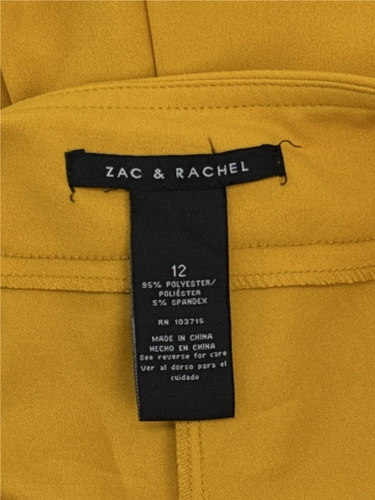 ZAC & RACHEL
12
95% POLYESTER/
POLIÉSTER
5% SPANDEX
RN 103715
MADE IN CHINA
HECHO EN CHINA
See reverse for care
Ver al dorso para el
cuidado